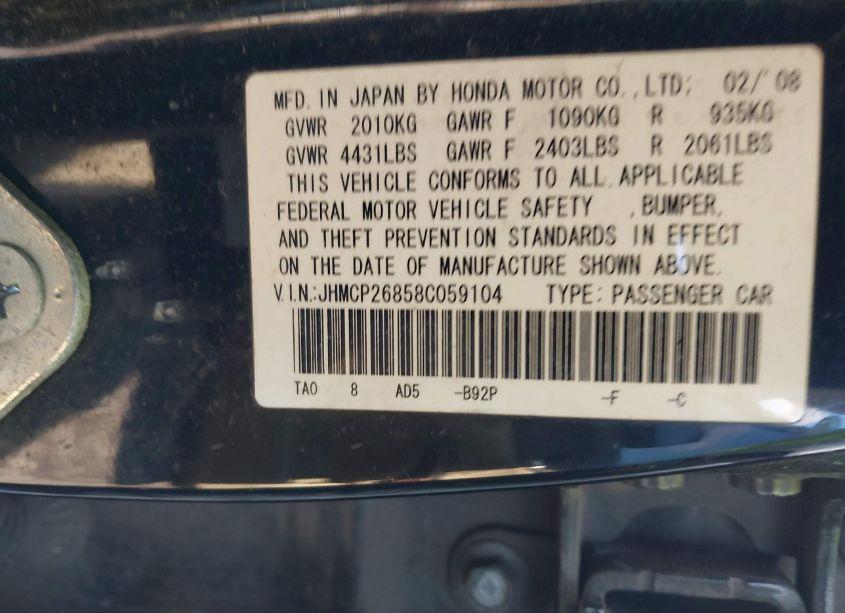 MFD. IN JAPAN BY HONDA MOTOR CO., LTD; 02/'08
GVWR 2010KG GAWR F 1090KG R 935KG
GVWR 4431LBS GAWR F 2403LBS R 2061LBS
THIS VEHICLE CONFORMS TO ALL APPLICABLE
FEDERAL MOTOR VEHICLE SAFETY , BUMPER,
AND THEFT PREVENTION STANDARDS IN EFFECT
ON THE DATE OF MANUFACTURE SHOWN ABOVE.
V.I.N:JHMCP26858C059104 TYPE: PASSENGER CAR
TA0 8 AD5 -B92P -F -C